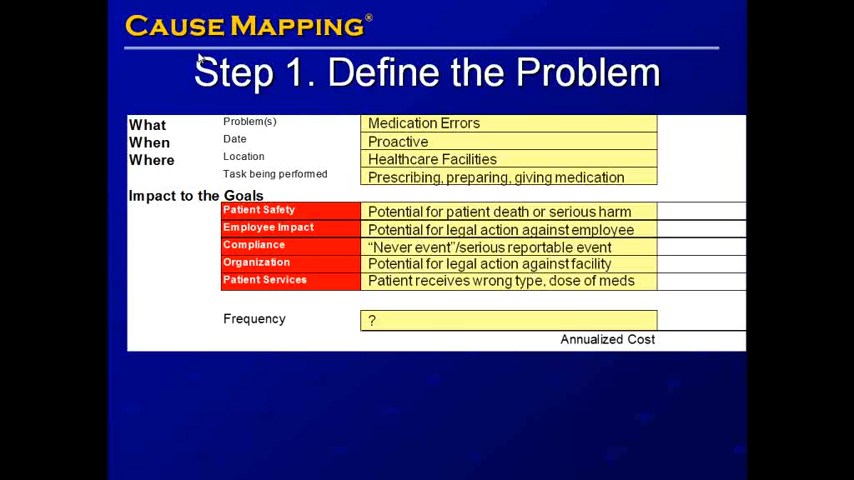 CAUSE MAPPING®
Step 1. Define the Problem
What Problem(s) Medication Errors
When Date Proactive
Where Location Healthcare Facilities
Task being performed Prescribing, preparing, giving medication
Impact to the Goals
Patient Safety Potential for patient death or serious harm
Employee Impact Potential for legal action against employee
Compliance “Never event”/serious reportable event
Organization Potential for legal action against facility
Patient Services Patient receives wrong type, dose of meds
Frequency ?
Annualized Cost